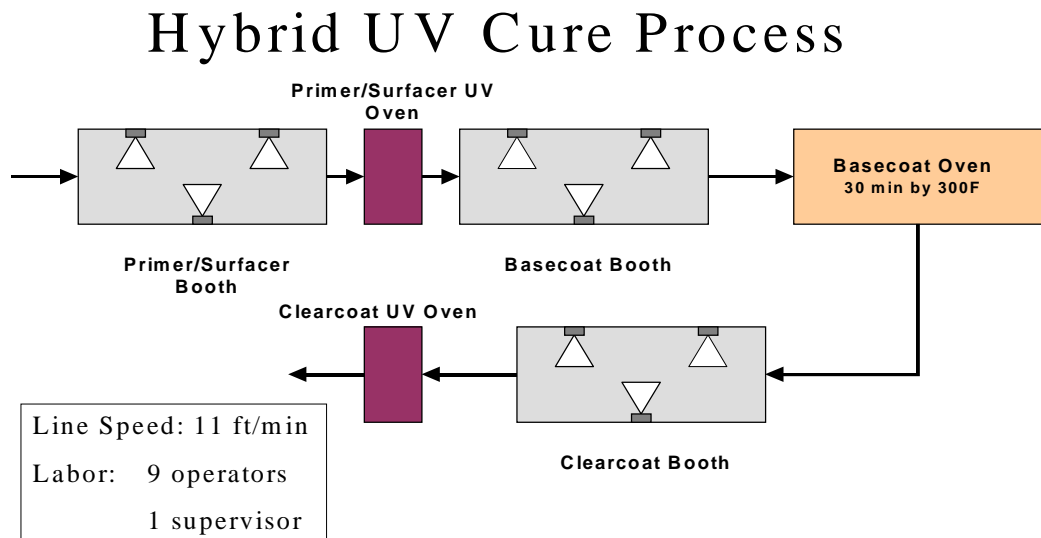 Hybrid UV Cure Process
Primer/Surfacer UV
Oven
Basecoat Oven
30 min by 300F
Primer/Surfacer
Booth
Basecoat Booth
Clearcoat UV Oven
Clearcoat Booth
Line Speed: 11 ft/min
Labor: 9 operators
1 supervisor